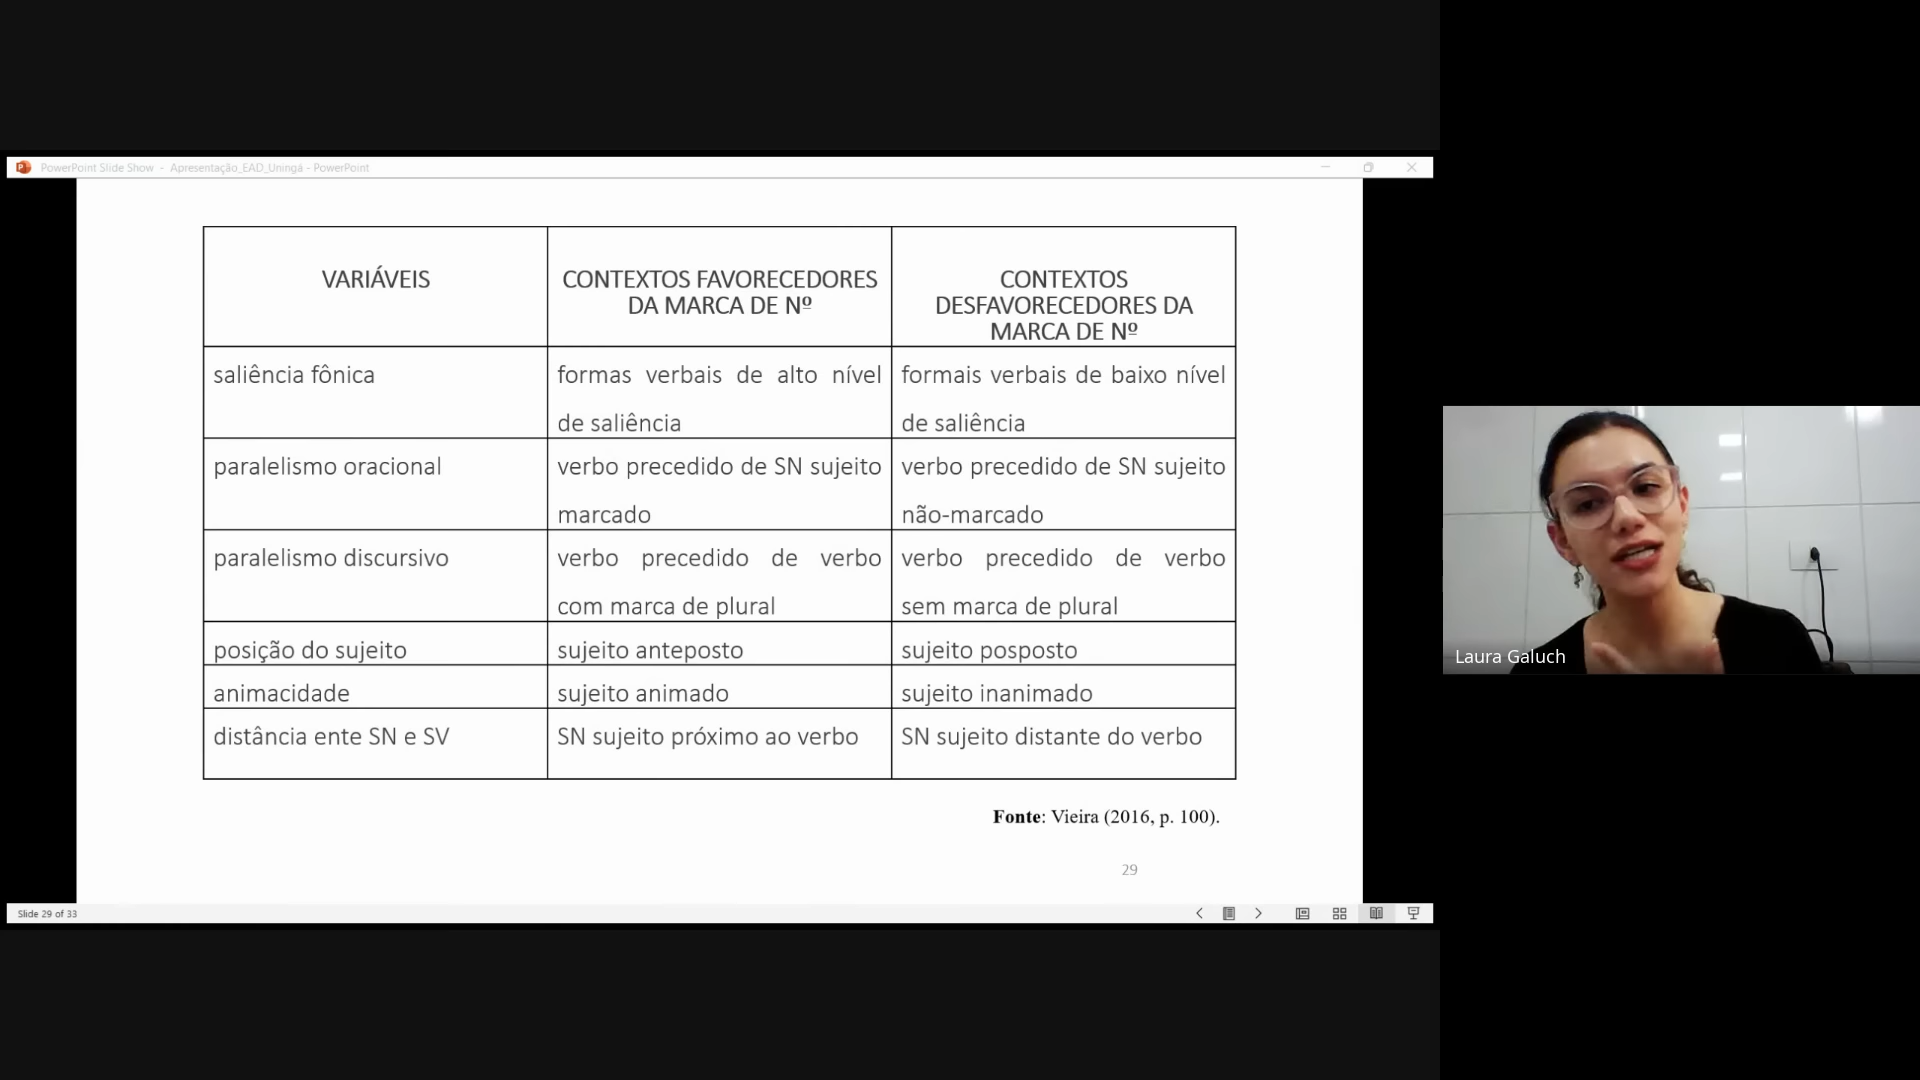 PowerPoint Slide Show - Apresentação_EAD_Uningá - PowerPoint
VARIÁVEIS
CONTEXTOS FAVORECEDORES
DA MARCA DE Nº
CONTEXTOS
DESFAVORECEDORES DA
MARCA DE Nº
saliência fônica
formas verbais de alto nível
de saliência
formais verbais de baixo nível
de saliência
paralelismo oracional
verbo precedido de SN sujeito
marcado
verbo precedido de SN sujeito
não-marcado
paralelismo discursivo
verbo precedido de verbo
com marca de plural
verbo precedido de verbo
sem marca de plural
posição do sujeito
sujeito anteposto
sujeito posposto
animacidade
sujeito animado
sujeito inanimado
distância ente SN e SV
SN sujeito próximo ao verbo
SN sujeito distante do verbo
Fonte: Vieira (2016, p. 100).
29
Slide 29 of 33
Laura Galuch